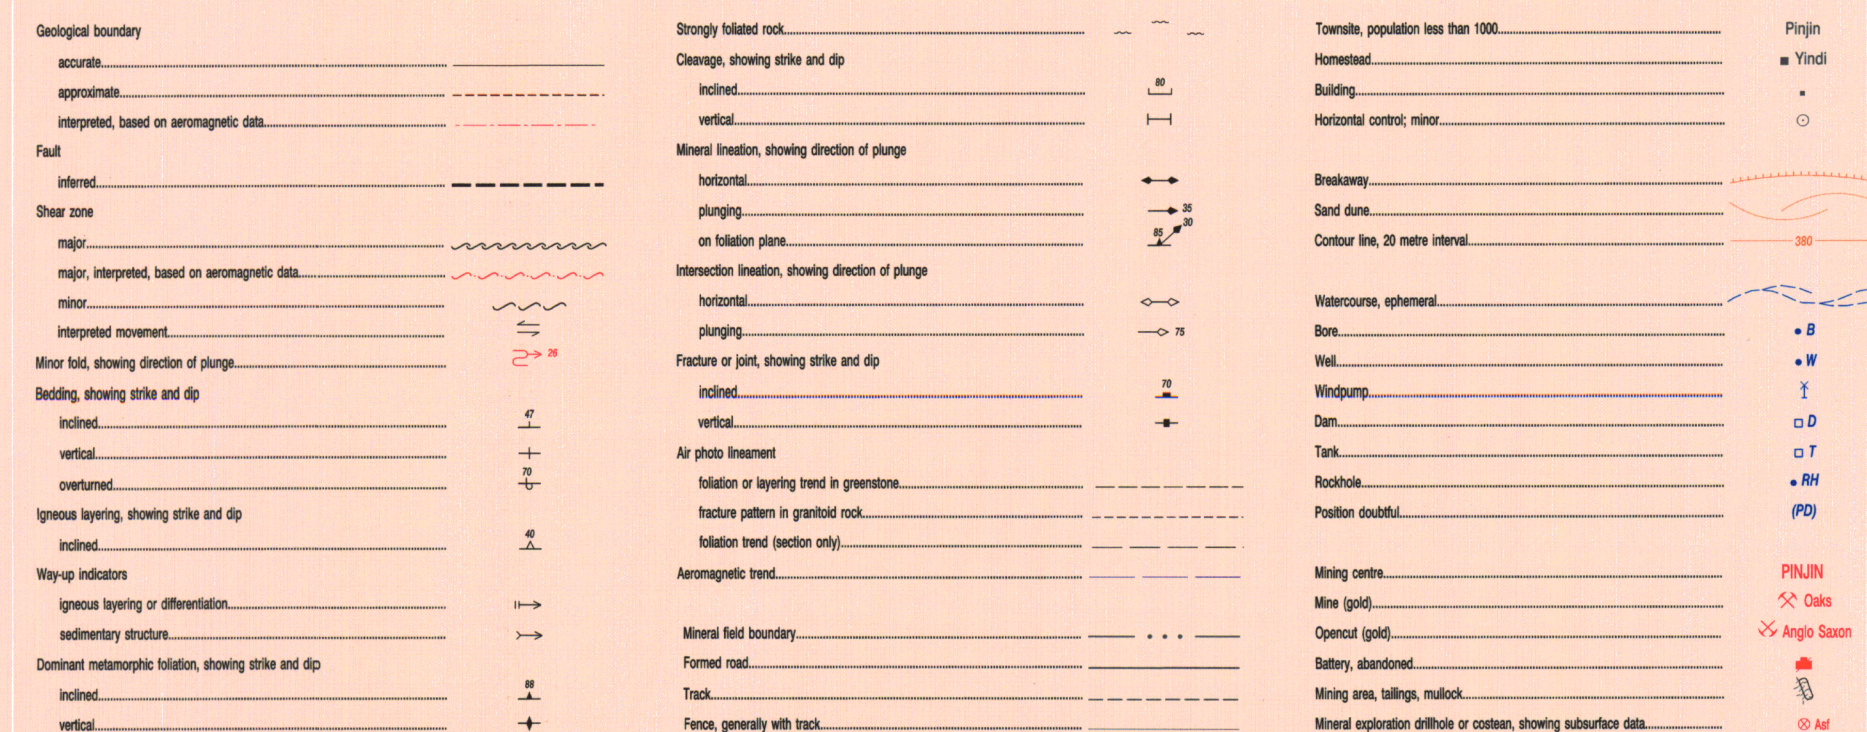 Geological boundary
accurate
approximate
interpreted, based on aeromagnetic data
Fault
inferred
Shear zone
major
major, interpreted, based on aeromagnetic data
minor
interpreted movement
Minor fold, showing direction of plunge 26
Bedding, showing strike and dip
inclined 47
vertical
overturned 70
Igneous layering, showing strike and dip
inclined 40
Way-up indicators
igneous layering or differentiation
sedimentary structure
Dominant metamorphic foliation, showing strike and dip
inclined 88
vertical
Strongly foliated rock
Cleavage, showing strike and dip
inclined 80
vertical
Mineral lineation, showing direction of plunge
horizontal
plunging 35
on foliation plane 85 30
Intersection lineation, showing direction of plunge
horizontal
plunging 75
Fracture or joint, showing strike and dip
inclined 70
vertical
Air photo lineament
foliation or layering trend in greenstone
fracture pattern in granitoid rock
foliation trend (section only)
Aeromagnetic trend
Mineral field boundary
Formed road
Track
Fence, generally with track
Townsite, population less than 1000 Pinjin
Homestead Yindi
Building
Horizontal control; minor
Breakaway
Sand dune
Contour line, 20 metre interval 380
Watercourse, ephemeral
Bore B
Well W
Windpump
Dam D
Tank T
Rockhole RH
Position doubtful (PD)
Mining centre PINJIN
Mine (gold) Oaks
Opencut (gold) Anglo Saxon
Battery, abandoned
Mining area, tailings, mullock
Mineral exploration drillhole or costean, showing subsurface data Asf